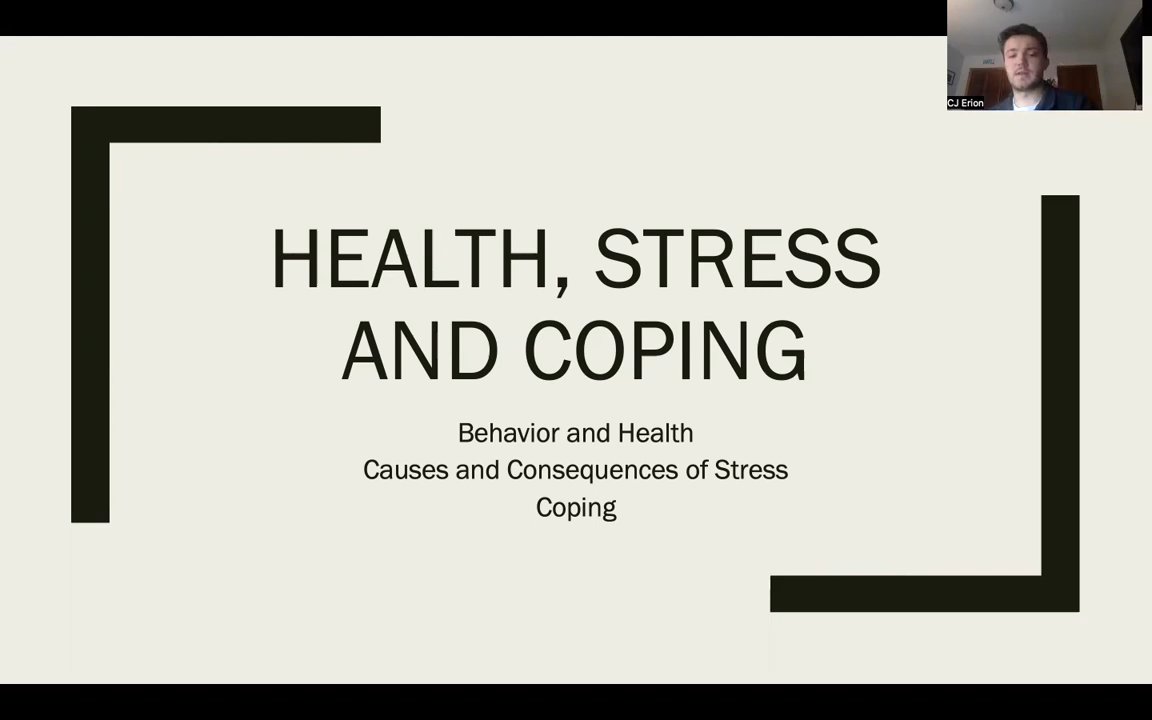 CJ Erion
HEALTH, STRESS
AND COPING
Behavior and Health
Causes and Consequences of Stress
Coping